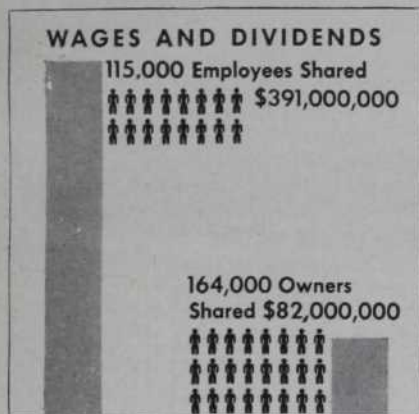 WAGES AND DIVIDENDS
115,000 Employees Shared
$391,000,000
164,000 Owners
Shared $82,000,000